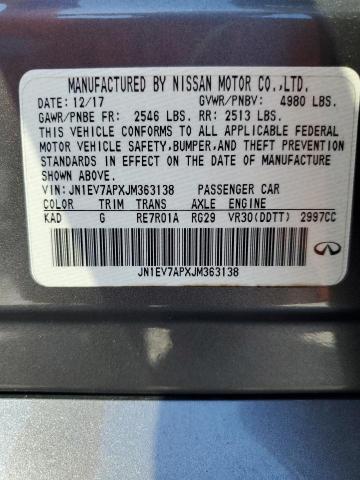 MANUFACTURED BY NISSAN MOTOR CO.,LTD.
DATE: 12/17 GVWR/PNBV: 4980 LBS.
GAWR/PNBE FR: 2546 LBS. RR: 2513 LBS.
THIS VEHICLE CONFORMS TO ALL APPLICABLE FEDERAL
MOTOR VEHICLE SAFETY,BUMPER,AND THEFT PREVENTION
STANDARDS IN EFFECT ON THE DATE OF MANUFACTURE
SHOWN ABOVE.
VIN: JN1EV7APXJM363138 PASSENGER CAR
COLOR TRIM TRANS AXLE ENGINE
KAD G RE7R01A RG29 VR30(DDTT) 2997CC
JN1EV7APXJM363138